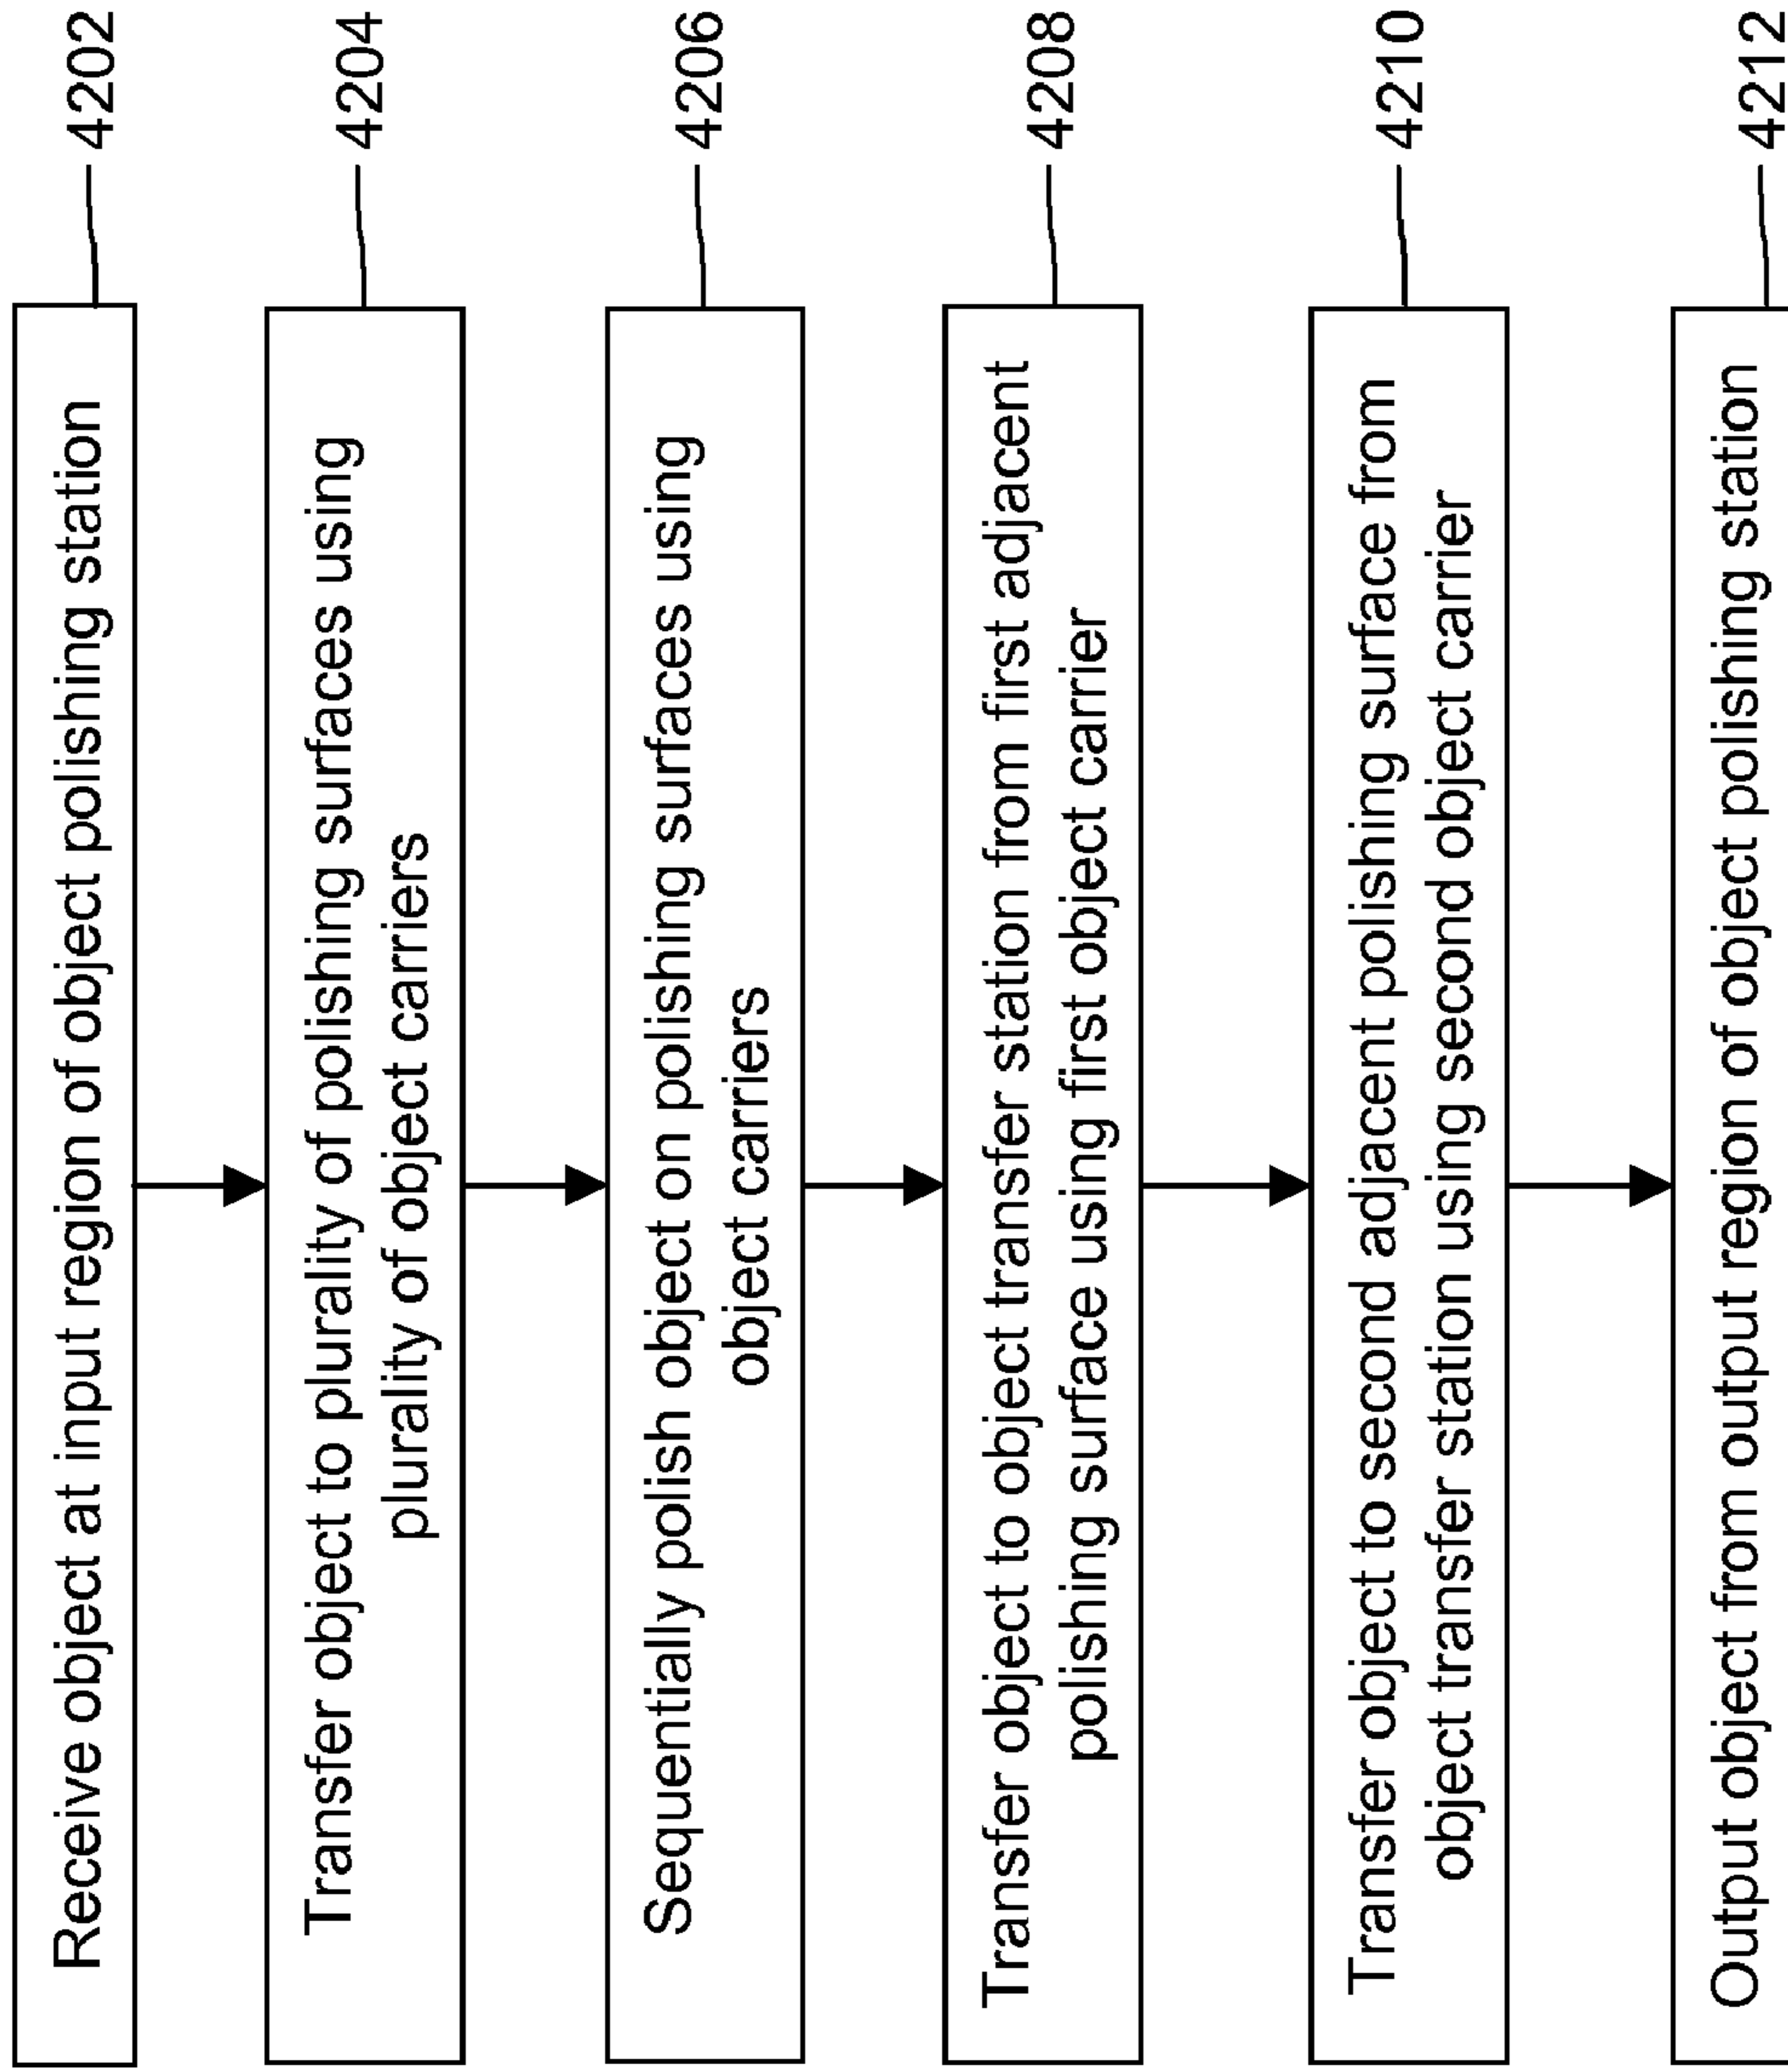 Receive object at input region of object polishing station
4202
Transfer object to plurality of polishing surfaces using
plurality of object carriers
4204
Sequentially polish object on polishing surfaces using
object carriers
4206
Transfer object to object transfer station from first adjacent
polishing surface using first object carrier
4208
Transfer object to second adjacent polishing surface from
object transfer station using second object carrier
4210
Output object from output region of object polishing station
4212